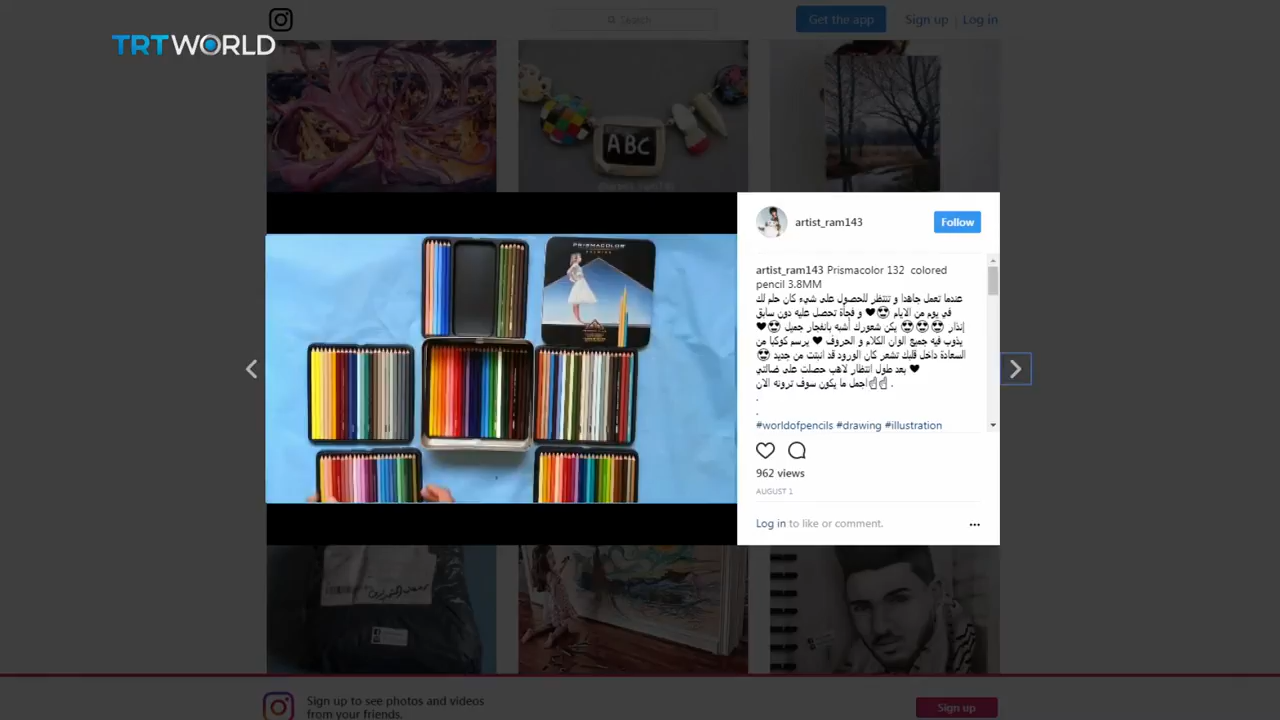 Search
Get the app
Sign up | Log in
TRTWORLD
ABC
artist_ram143
Follow
PRISMACOLOR
artist_ram143 Prismacolor 132 colored
pencil 3.8MM
عندما تعمل جاهدا و تنتظر للحصول على شيء كان حلم لك
في يوم من الايام 😍♥ و فجأة تحصل عليه دون سابق
إنذار 😍😍😍 يكن شعورك أشبه بانفجار جميل 😍♥
يذوب فيه جميع الوان الكلام و الحروف ♥ يرسم كوكبا من
السعادة داخل قلبك تشعر كان الورود قد انبتت من جديد 😍
♥ بعد طول انتظار لاهب حصلت على ضالتي
اجمل ما يكون سوف ترونه الان☝☝ .
.
.
#worldofpencils #drawing #illustration
962 views
AUGUST 1
Log in to like or comment.
Sign up to see photos and videos
from your friends.
Sign up